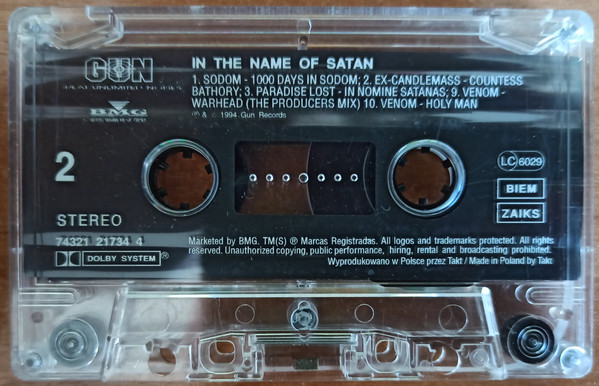 GUN
IN THE NAME OF SATAN
1. SODOM - 1000 DAYS IN SODOM; 2. EX-CANDLEMASS - COUNTESS
BATHORY; 3. PARADISE LOST - IN NOMINE SATANAS; 9. VENOM -
WARHEAD (THE PRODUCERS MIX) 10. VENOM - HOLY MAN
℗ & © 1994 Gun Records
BMG
2
LC 6029
BIEM
ZAIKS
STEREO
74321 21734 4
DOLBY SYSTEM®
Marketed by BMG. TM(S) ® Marcas Registradas. All logos and trademarks protected. All rights
reserved. Unauthorized copying, public performance, hiring, rental and broadcasting prohibited.
Wyprodukowano w Polsce przez Takt / Made in Poland by Takt